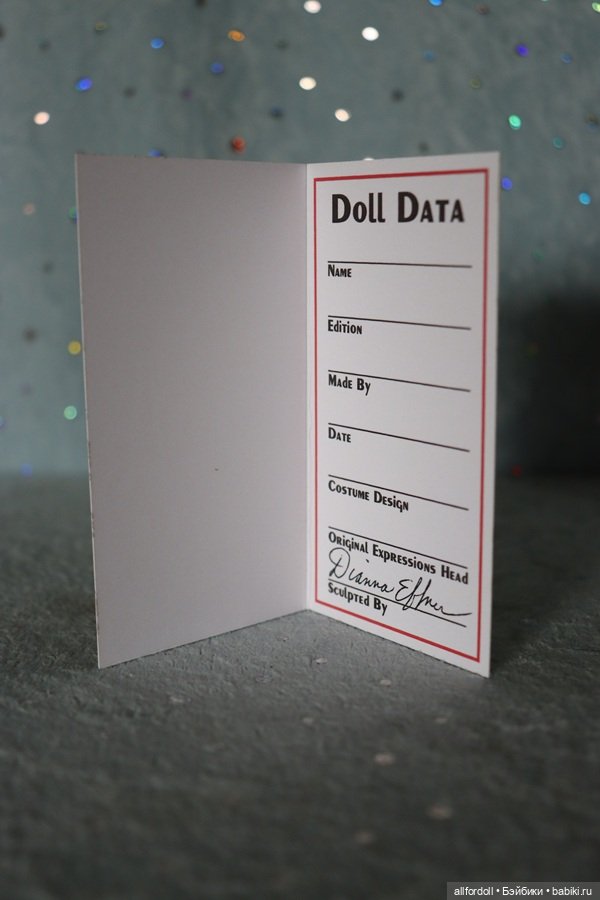 Doll Data
Name
Edition
Made By
Date
Costume Design
Original Expressions Head
Dianna Effner
Sculpted By
allfordoll • Бэйбики • babiki.ru